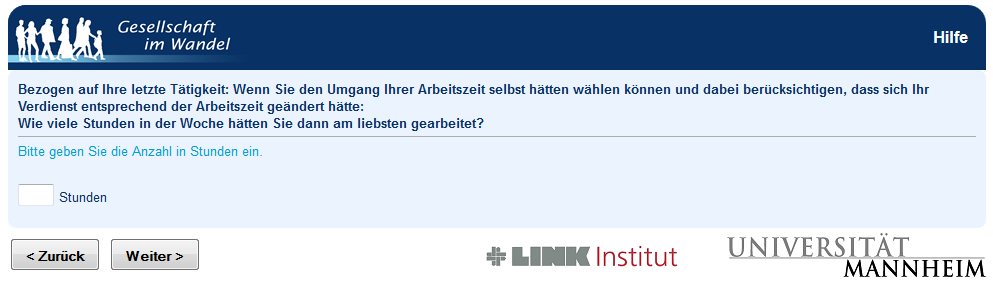 Gesellschaft
im Wandel
Hilfe
Bezogen auf Ihre letzte Tätigkeit: Wenn Sie den Umgang Ihrer Arbeitszeit selbst hätten wählen können und dabei berücksichtigen, dass sich Ihr
Verdienst entsprechend der Arbeitszeit geändert hätte:
Wie viele Stunden in der Woche hätten Sie dann am liebsten gearbeitet?
Bitte geben Sie die Anzahl in Stunden ein.
Stunden
< Zurück
Weiter >
LINK Institut
UNIVERSITÄT
MANNHEIM